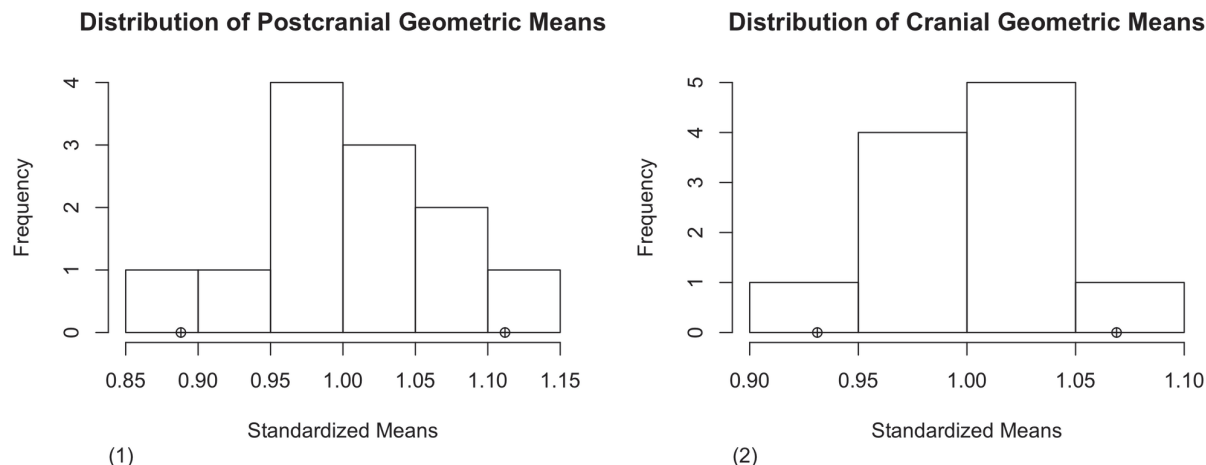 Distribution of Postcranial Geometric Means
Frequency
4
3
2
1
0
0.85 0.90 0.95 1.00 1.05 1.10 1.15
Standardized Means
(1)
Distribution of Cranial Geometric Means
Frequency
5
4
3
2
1
0
0.90 0.95 1.00 1.05 1.10
Standardized Means
(2)